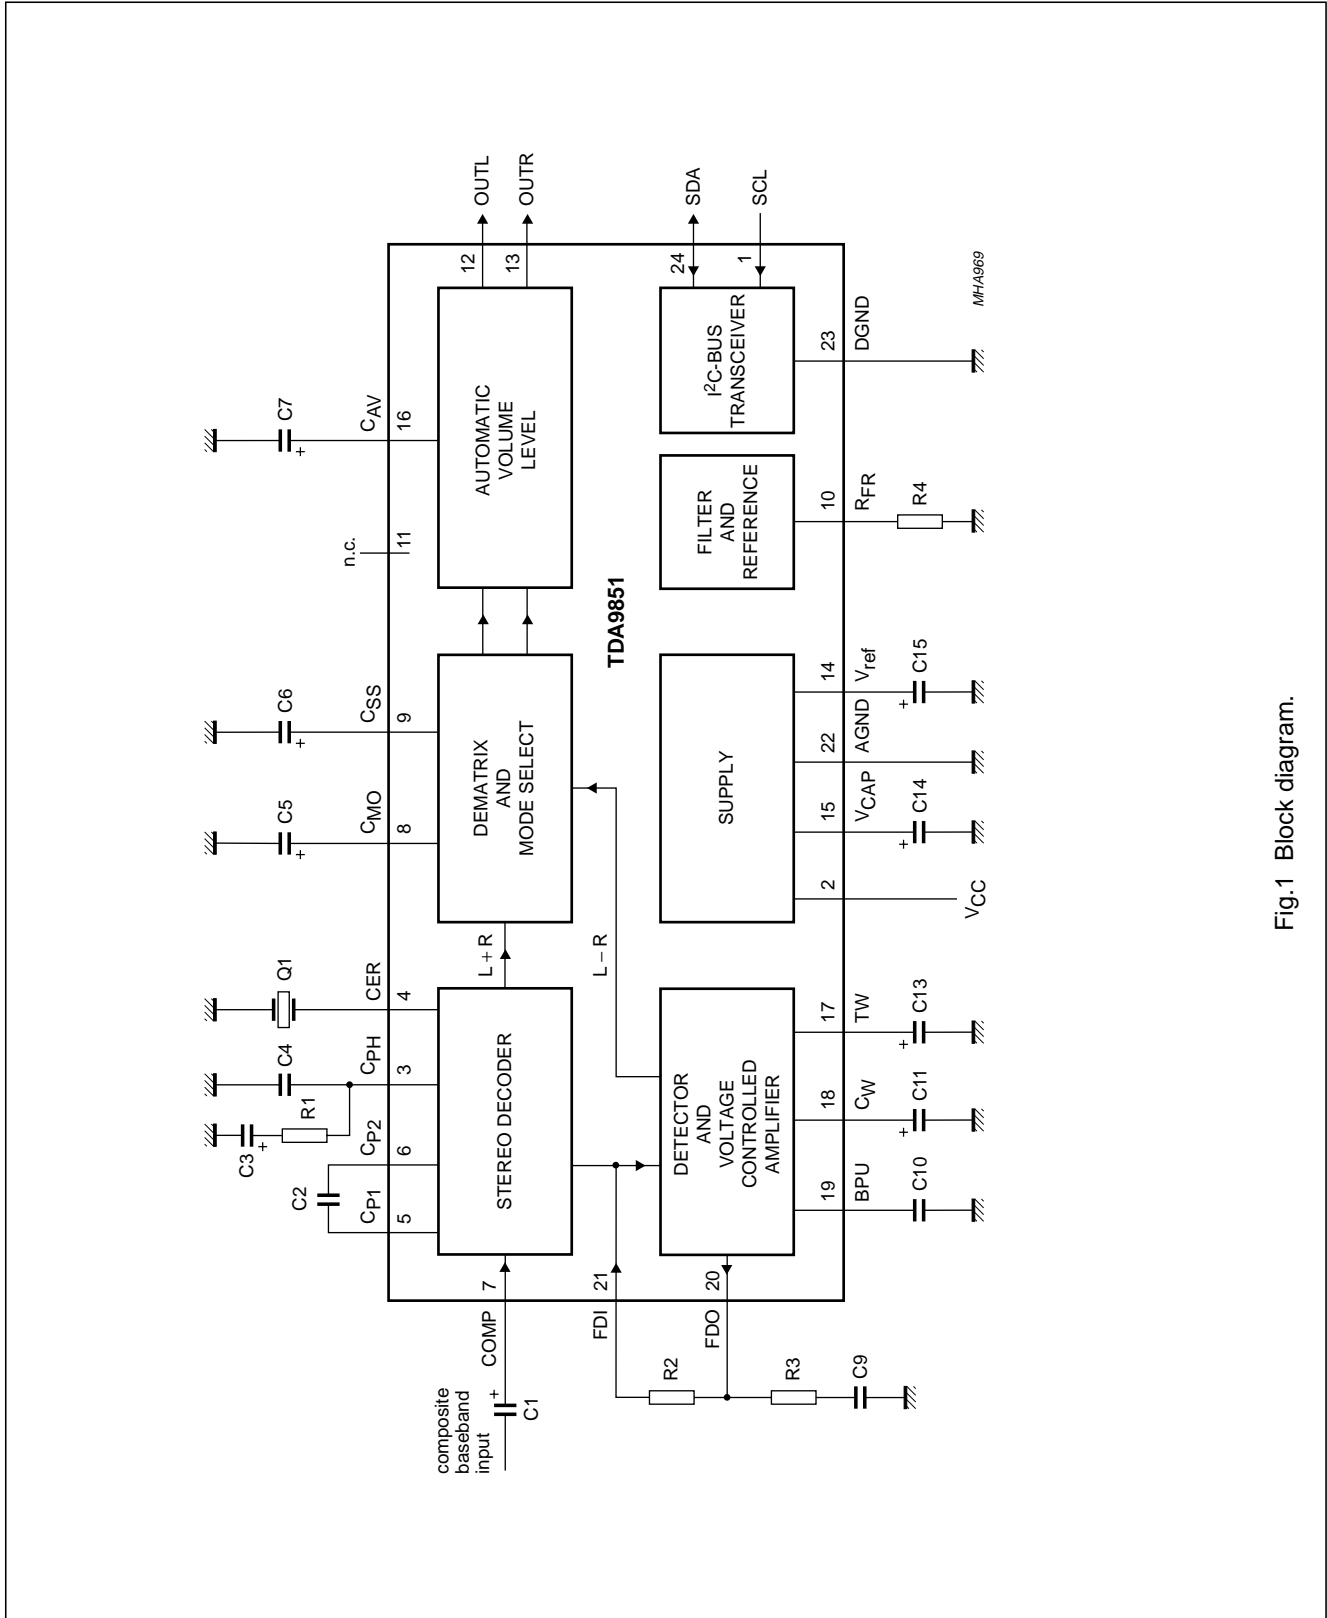 composite
baseband
input
C1
COMP
7
C2
CP1
5
CP2
6
C3
R1
C4
CPH
3
Q1
CER
4
C5
CMO
8
C6
CSS
9
n.c.
11
C7
CAV
16
STEREO DECODER
L + R
DEMATRIX
AND
MODE SELECT
AUTOMATIC
VOLUME
LEVEL
12
OUTL
13
OUTR
L − R
TDA9851
FDI
21
FDO
20
R2
R3
C9
DETECTOR
AND
VOLTAGE
CONTROLLED
AMPLIFIER
SUPPLY
FILTER
AND
REFERENCE
I2C-BUS
TRANSCEIVER
24
SDA
1
SCL
19
BPU
C10
18
CW
C11
17
TW
C13
2
VCC
15
VCAP
C14
22
AGND
14
Vref
C15
10
RFR
R4
23
DGND
MHA969
Fig.1 Block diagram.